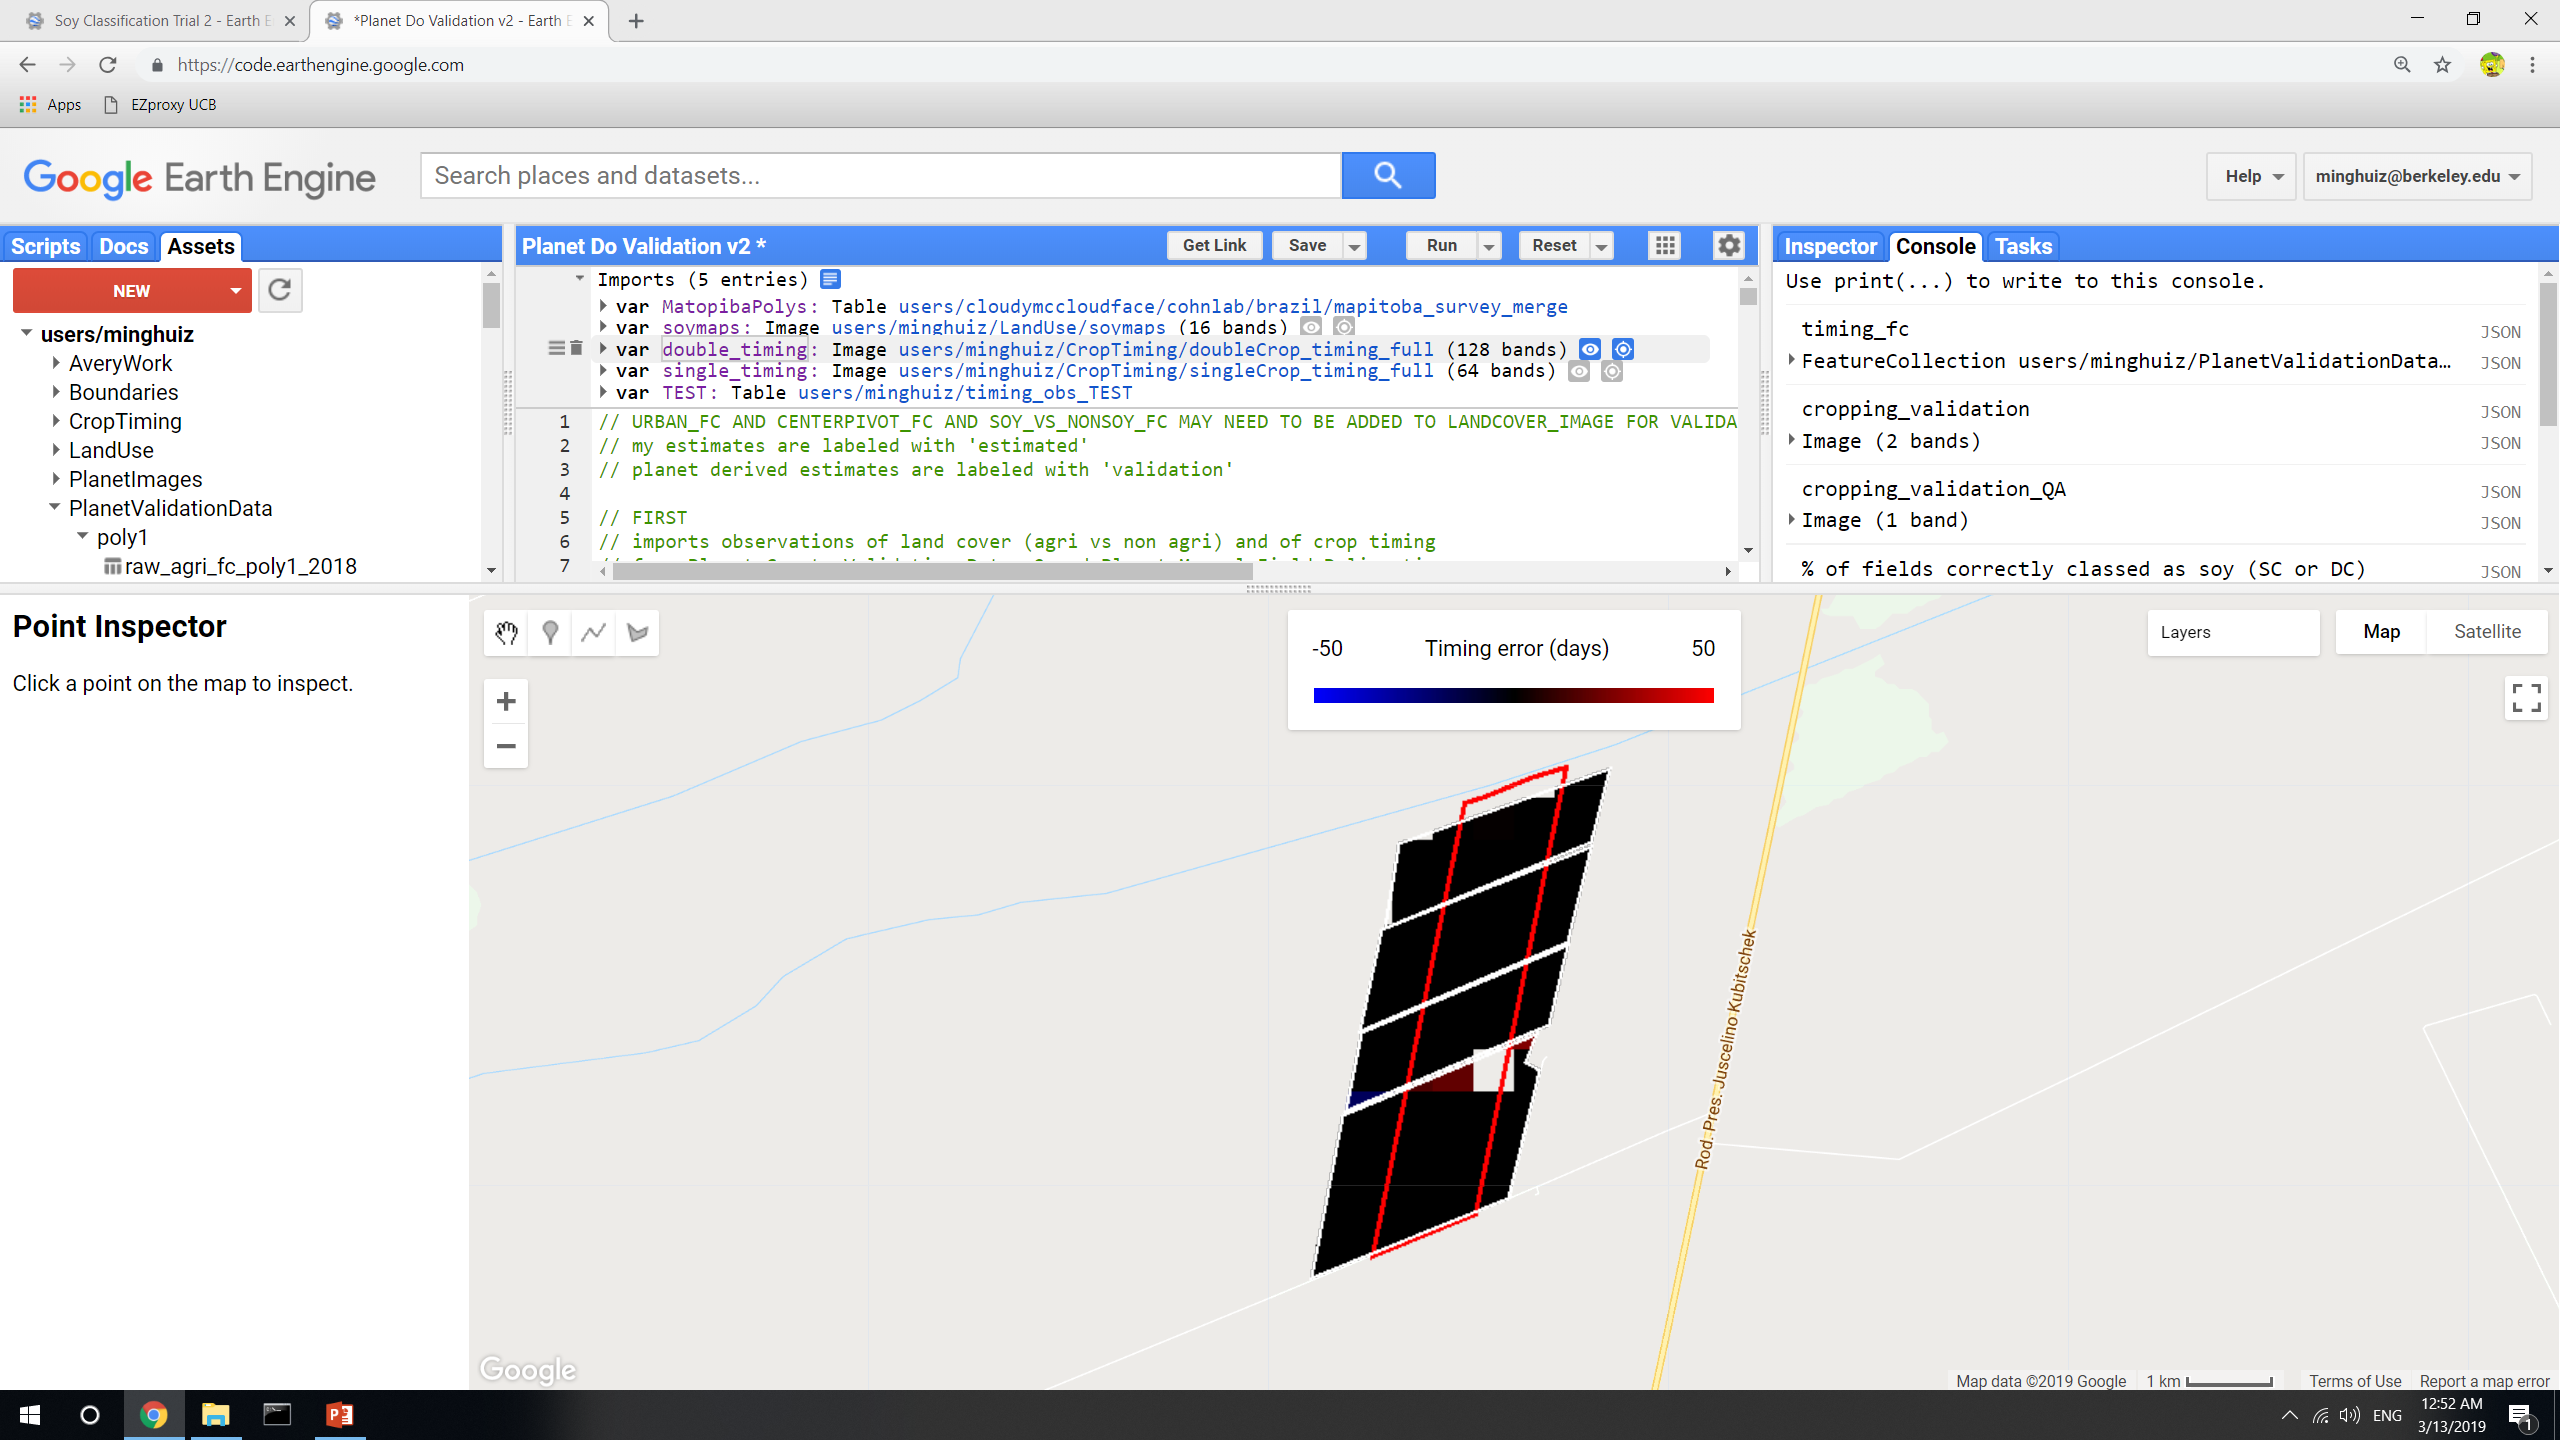 Soy Classification Trial 2 - Earth E
*Planet Do Validation v2 - Earth E
https://code.earthengine.google.com
Apps
EZproxy UCB
Google Earth Engine
Search places and datasets...
Help
minghuiz@berkeley.edu
Scripts
Docs
Assets
NEW
users/minghuiz
AveryWork
Boundaries
CropTiming
LandUse
PlanetImages
PlanetValidationData
poly1
raw_agri_fc_poly1_2018
Planet Do Validation v2 *
Get Link
Save
Run
Reset
Imports (5 entries)
var MatopibaPolys: Table users/cloudymccloudface/cohnlab/brazil/mapitoba_survey_merge
var soymaps: Image users/minghuiz/LandUse/soymaps (16 bands)
var double_timing: Image users/minghuiz/CropTiming/doubleCrop_timing_full (128 bands)
var single_timing: Image users/minghuiz/CropTiming/singleCrop_timing_full (64 bands)
var TEST: Table users/minghuiz/timing_obs_TEST
1 // URBAN_FC AND CENTERPIVOT_FC AND SOY_VS_NONSOY_FC MAY NEED TO BE ADDED TO LANDCOVER_IMAGE FOR VALIDA
2 // my estimates are labeled with 'estimated'
3 // planet derived estimates are labeled with 'validation'
4
5 // FIRST
6 // imports observations of land cover (agri vs non agri) and of crop timing
7
Inspector
Console
Tasks
Use print(...) to write to this console.
timing_fc
JSON
FeatureCollection users/minghuiz/PlanetValidationData...
JSON
cropping_validation
JSON
Image (2 bands)
JSON
cropping_validation_QA
JSON
Image (1 band)
JSON
% of fields correctly classed as soy (SC or DC)
JSON
Point Inspector
Click a point on the map to inspect.
-50
Timing error (days)
50
Layers
Map
Satellite
Rod. Pres. Juscelino Kubitschek
Google
Map data ©2019 Google
1 km
Terms of Use
Report a map error
ENG
12:52 AM
3/13/2019
1